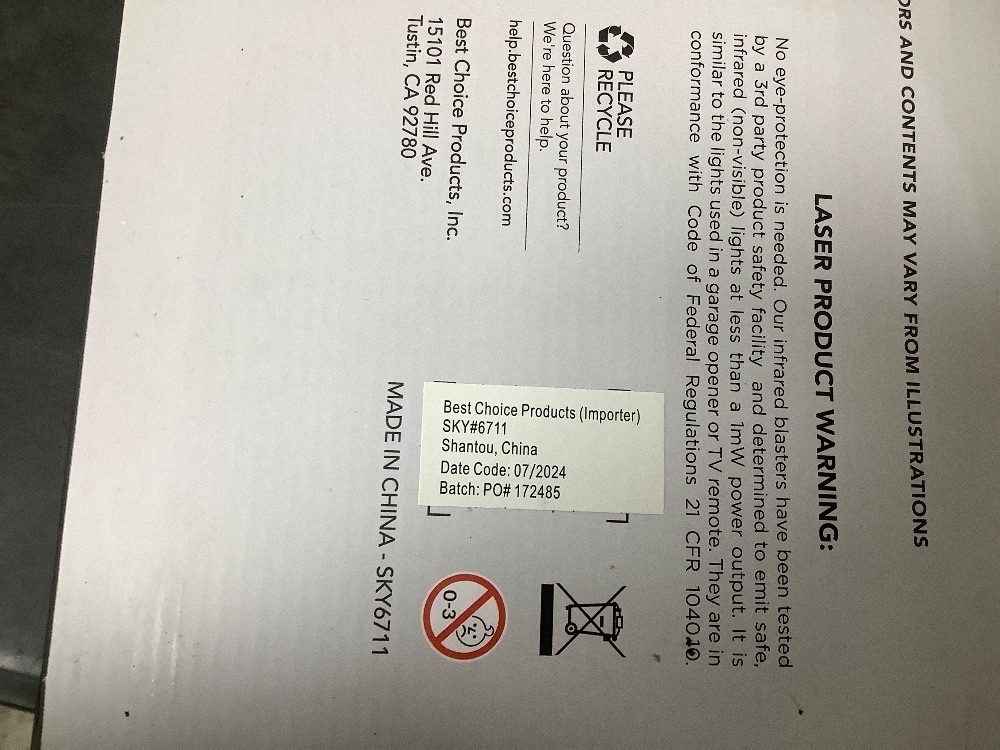 ORS AND CONTENTS MAY VARY FROM ILLUSTRATIONS
LASER PRODUCT WARNING:
No eye-protection is needed. Our infrared blasters have been tested
by a 3rd party product safety facility and determined to emit safe,
infrared (non-visible) lights at less than a 1mW power output. It is
similar to the lights used in a garage opener or TV remote. They are in
conformance with Code of Federal Regulations 21 CFR 1040.10.
PLEASE
RECYCLE
Question about your product?
We're here to help.
help.bestchoiceproducts.com
Best Choice Products, Inc.
15101 Red Hill Ave.
Tustin, CA 92780
Best Choice Products (Importer)
SKY#6711
Shantou, China
Date Code: 07/2024
Batch: PO# 172485
0-3
MADE IN CHINA - SKY6711